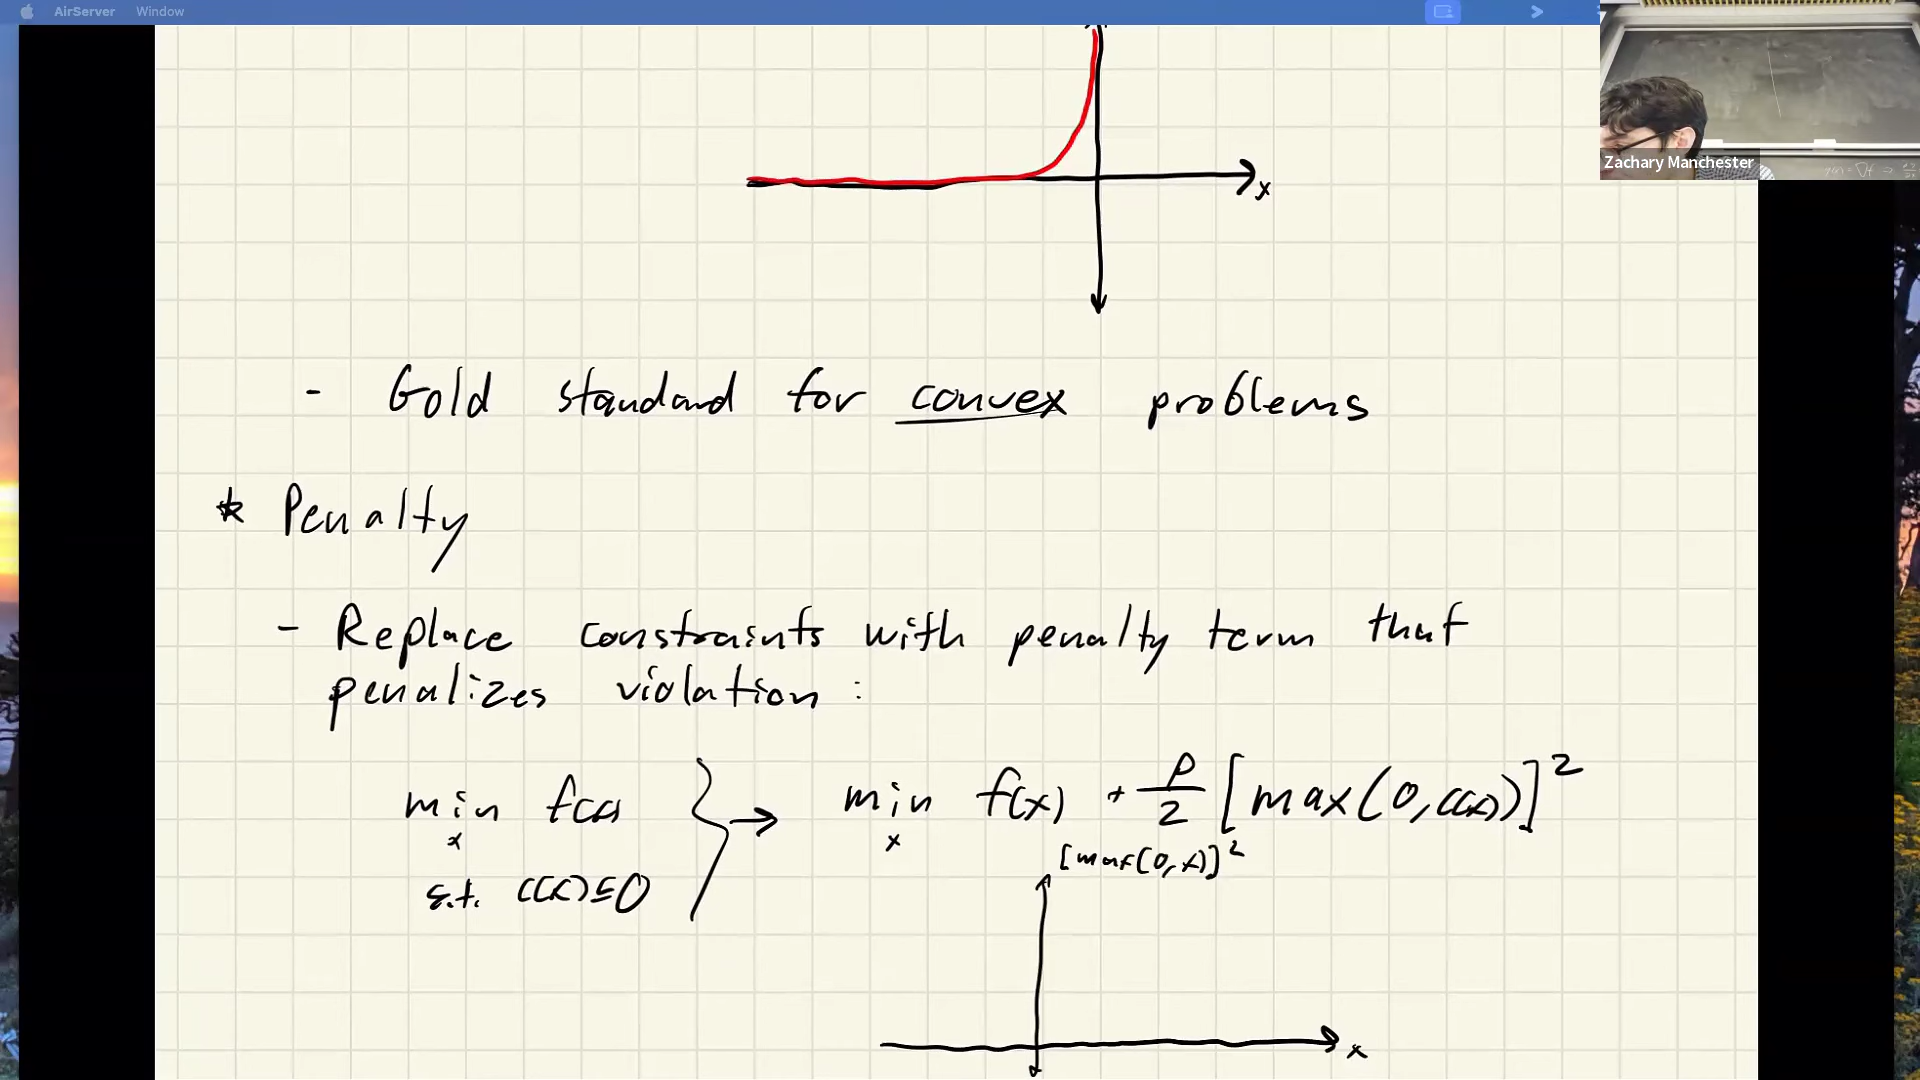 AirServer Window
Zachary Manchester
x
- Gold standard for convex problems
* Penalty
- Replace constraints with penalty term that
penalizes violation :
min f(x) } → min f(x) + ρ/2 [max(0, c(x))]²
x x
s.t. c(x) ≤ 0
[max(0, x)]²
x